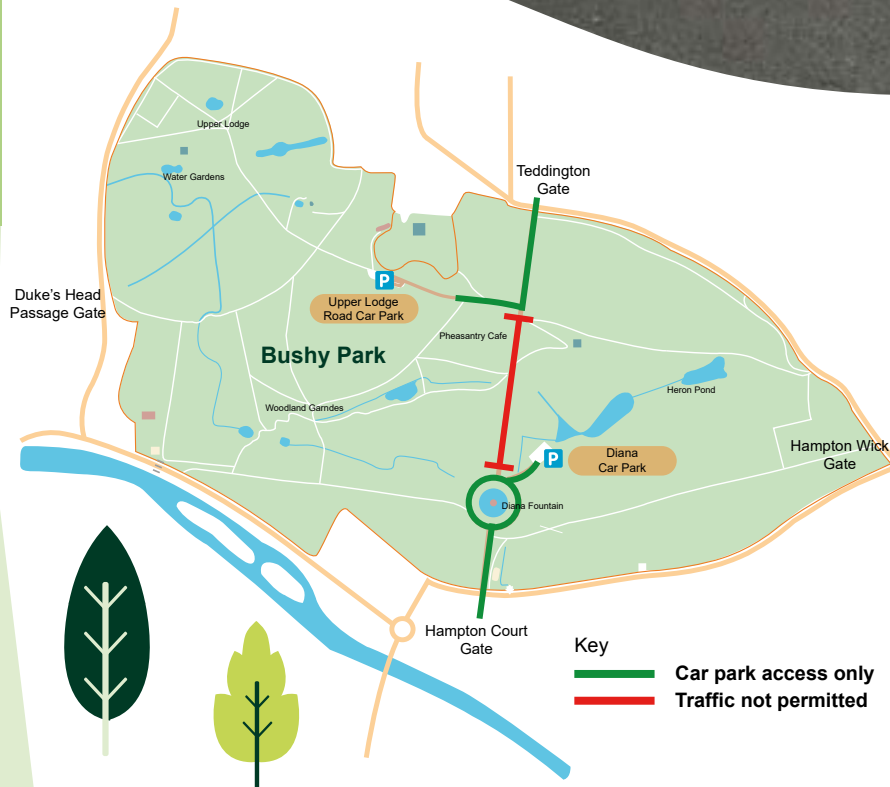 Upper Lodge
Water Gardens
Teddington
Gate
P
Duke's Head
Passage Gate
Upper Lodge
Road Car Park
Pheasantry Cafe
Bushy Park
Heron Pond
Woodland Garndes
Hampton Wick
Gate
P
Diana
Car Park
Diana Fountain
Hampton Court
Gate
Key
Car park access only
Traffic not permitted